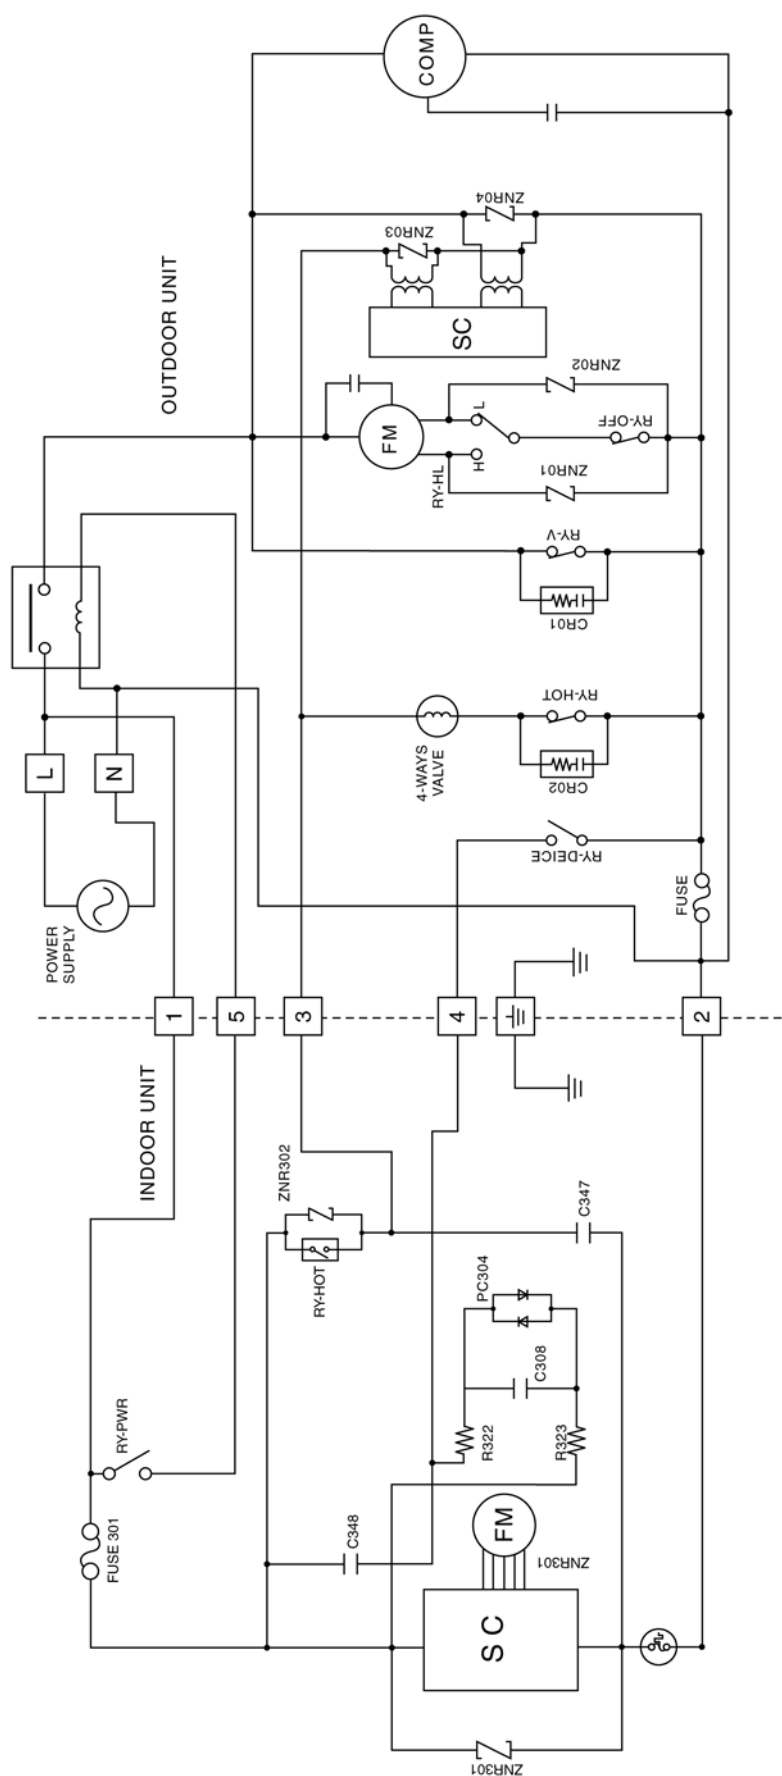 COMP
ZNR04
ZNR03
OUTDOOR UNIT
SC
ZNR02
FM
L
H
RY-OFF
RY-HL
ZNR01
RY-V
CR01
L
N
4-WAYS
VALVE
RY-HOT
CR02
POWER
SUPPLY
RY-DEICE
FUSE
1
5
3
4
2
INDOOR UNIT
ZNR302
RY-HOT
C347
PC304
C308
RY-PWR
R322
R323
FUSE 301
C348
FM
ZNR301
SC
ZNR301